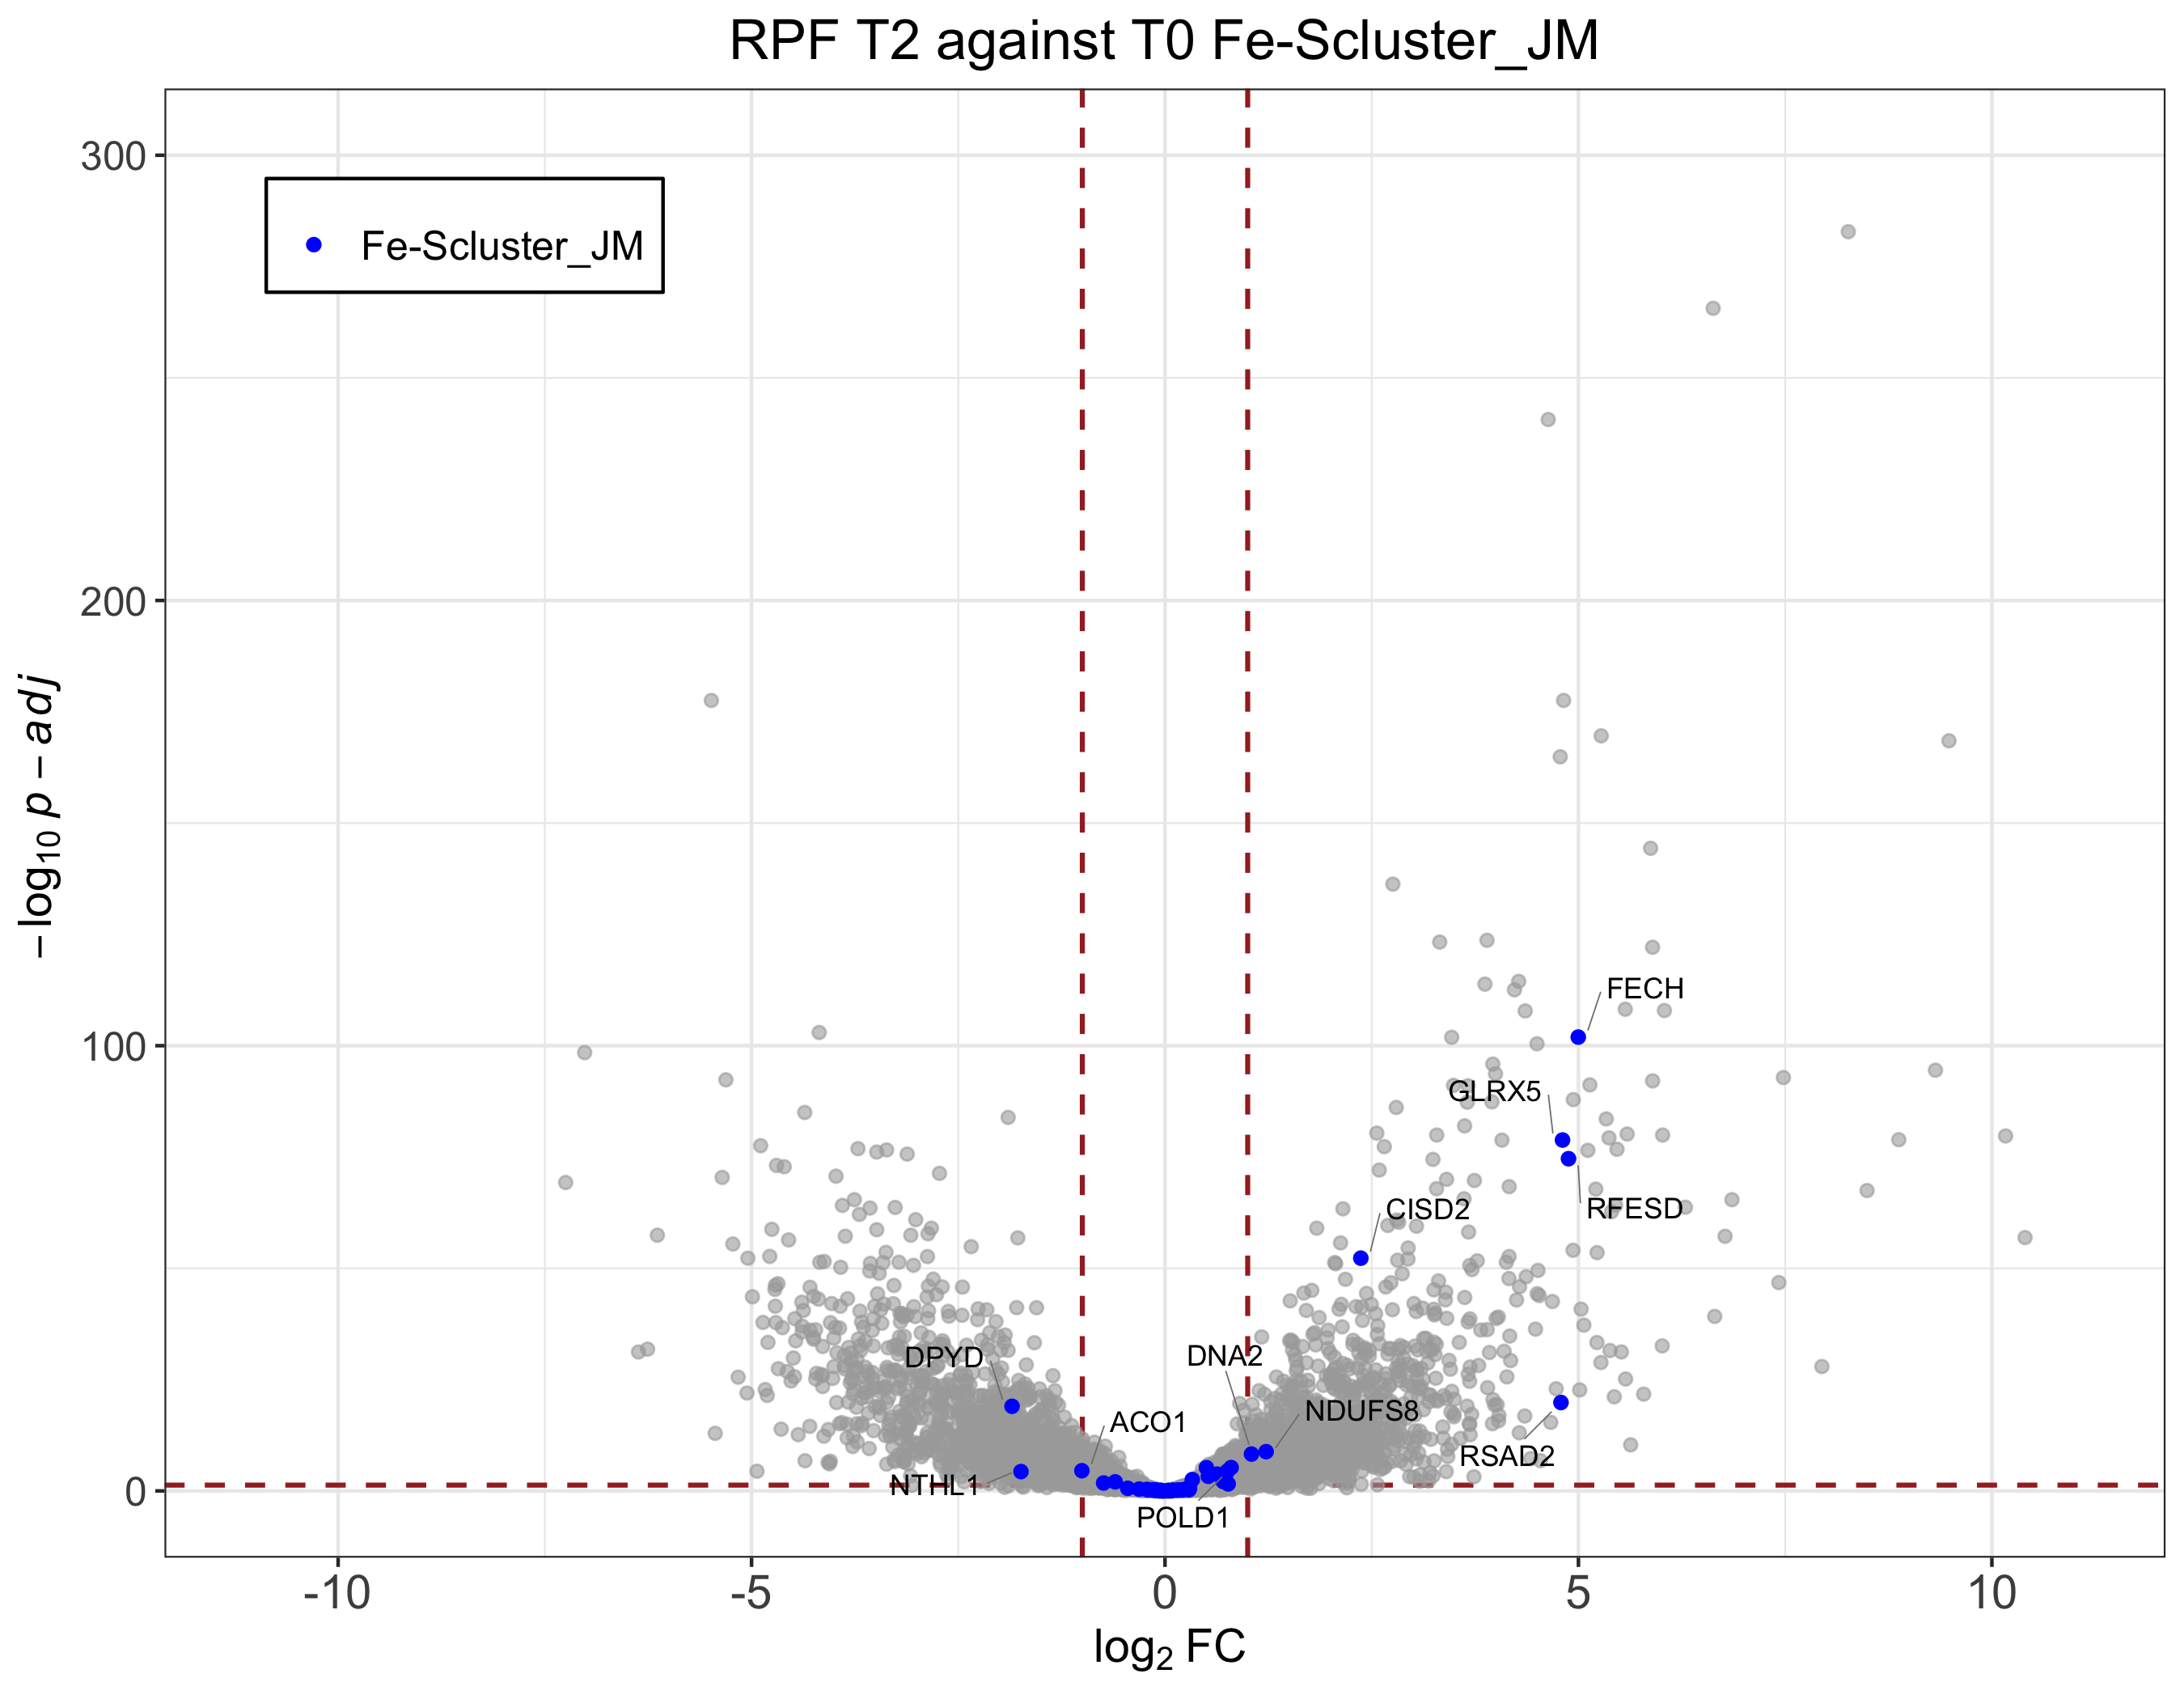 RPF T2 against T0 Fe-Scluster_JM
300
Fe-Scluster_JM
200
−log10 p − adj
FECH
100
GLRX5
RFESD
CISD2
DNA2
DPYD
NDUFS8
ACO1
RSAD2
NTHL1
0
POLD1
-10
-5
0
5
10
log2 FC